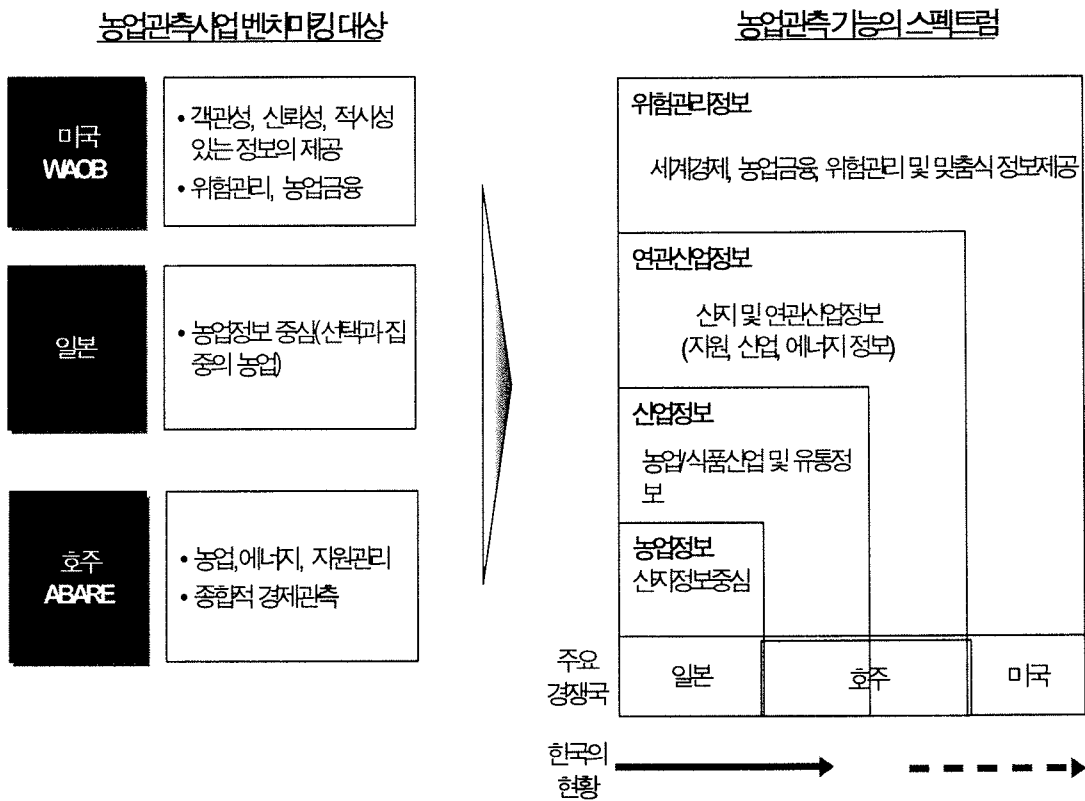 농업관측사업 벤치마킹 대상
미국
WAOB
• 객관성, 신뢰성, 적시성
있는 정보의 제공
• 위험관리, 농업금융
일본
• 농업정보 중심(선택과 집
중의 농업)
호주
ABARE
• 농업,에너지, 자원관리
• 종합적 경제관측
농업관측 기능의 스펙트럼
위험관리정보
세계경제, 농업금융, 위험관리 및 맞춤식 정보제공
연관산업정보
산지 및 연관산업정보
(자원, 산업, 에너지 정보)
산업정보
농업/식품산업 및 유통정
보
농업정보
산지정보중심
주요
경쟁국
일본
호주
미국
한국의
현황